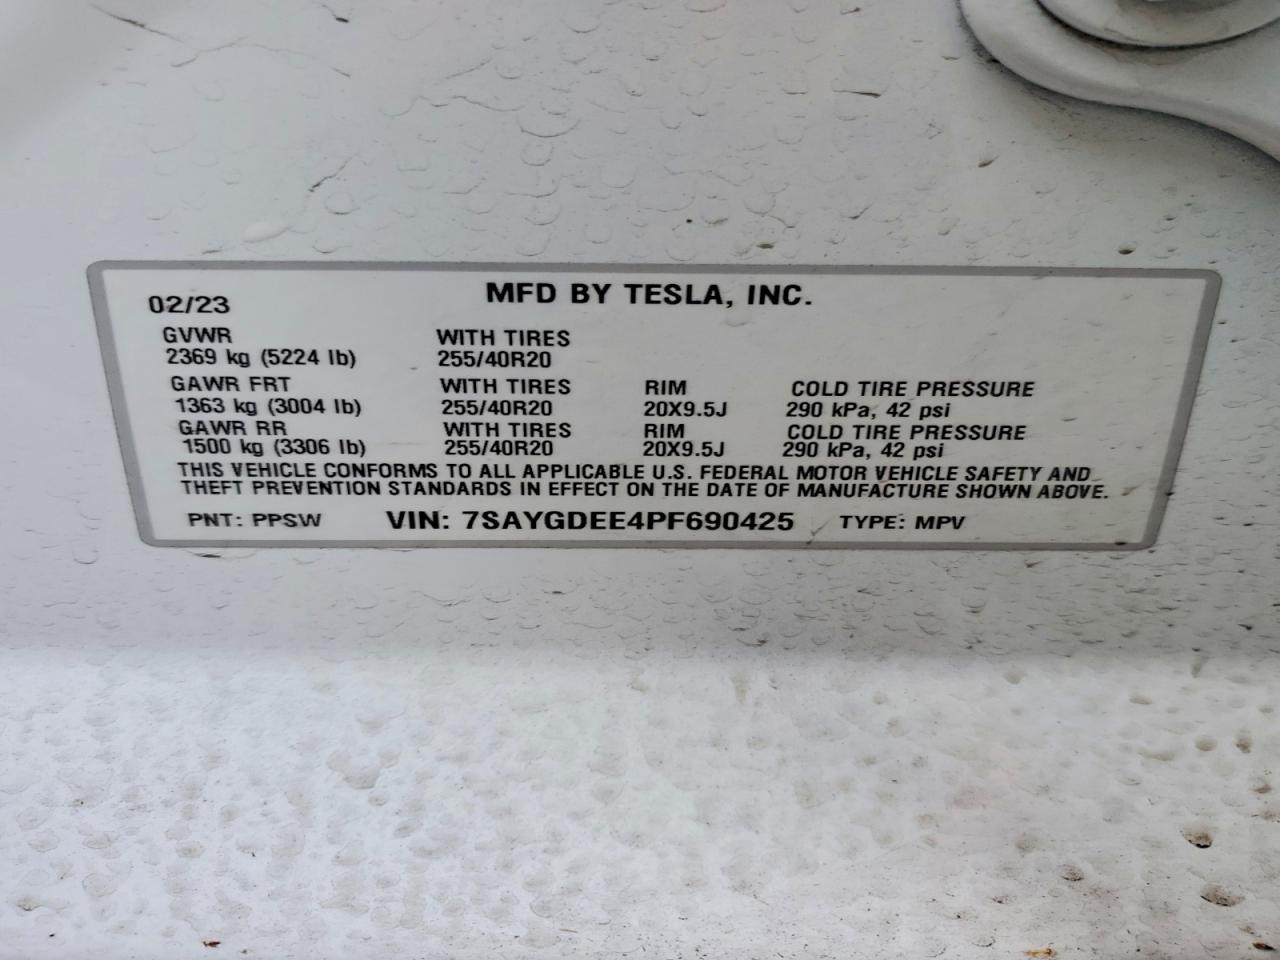 MFD BY TESLA, INC.
02/23
GVWR WITH TIRES
2369 kg (5224 lb) 255/40R20
GAWR FRT WITH TIRES RIM COLD TIRE PRESSURE
1363 kg (3004 lb) 255/40R20 20X9.5J 290 kPa, 42 psi
GAWR RR WITH TIRES RIM COLD TIRE PRESSURE
1500 kg (3306 lb) 255/40R20 20X9.5J 290 kPa, 42 psi
THIS VEHICLE CONFORMS TO ALL APPLICABLE U.S. FEDERAL MOTOR VEHICLE SAFETY AND
THEFT PREVENTION STANDARDS IN EFFECT ON THE DATE OF MANUFACTURE SHOWN ABOVE.
PNT: PPSW VIN: 7SAYGDEE4PF690425 TYPE: MPV